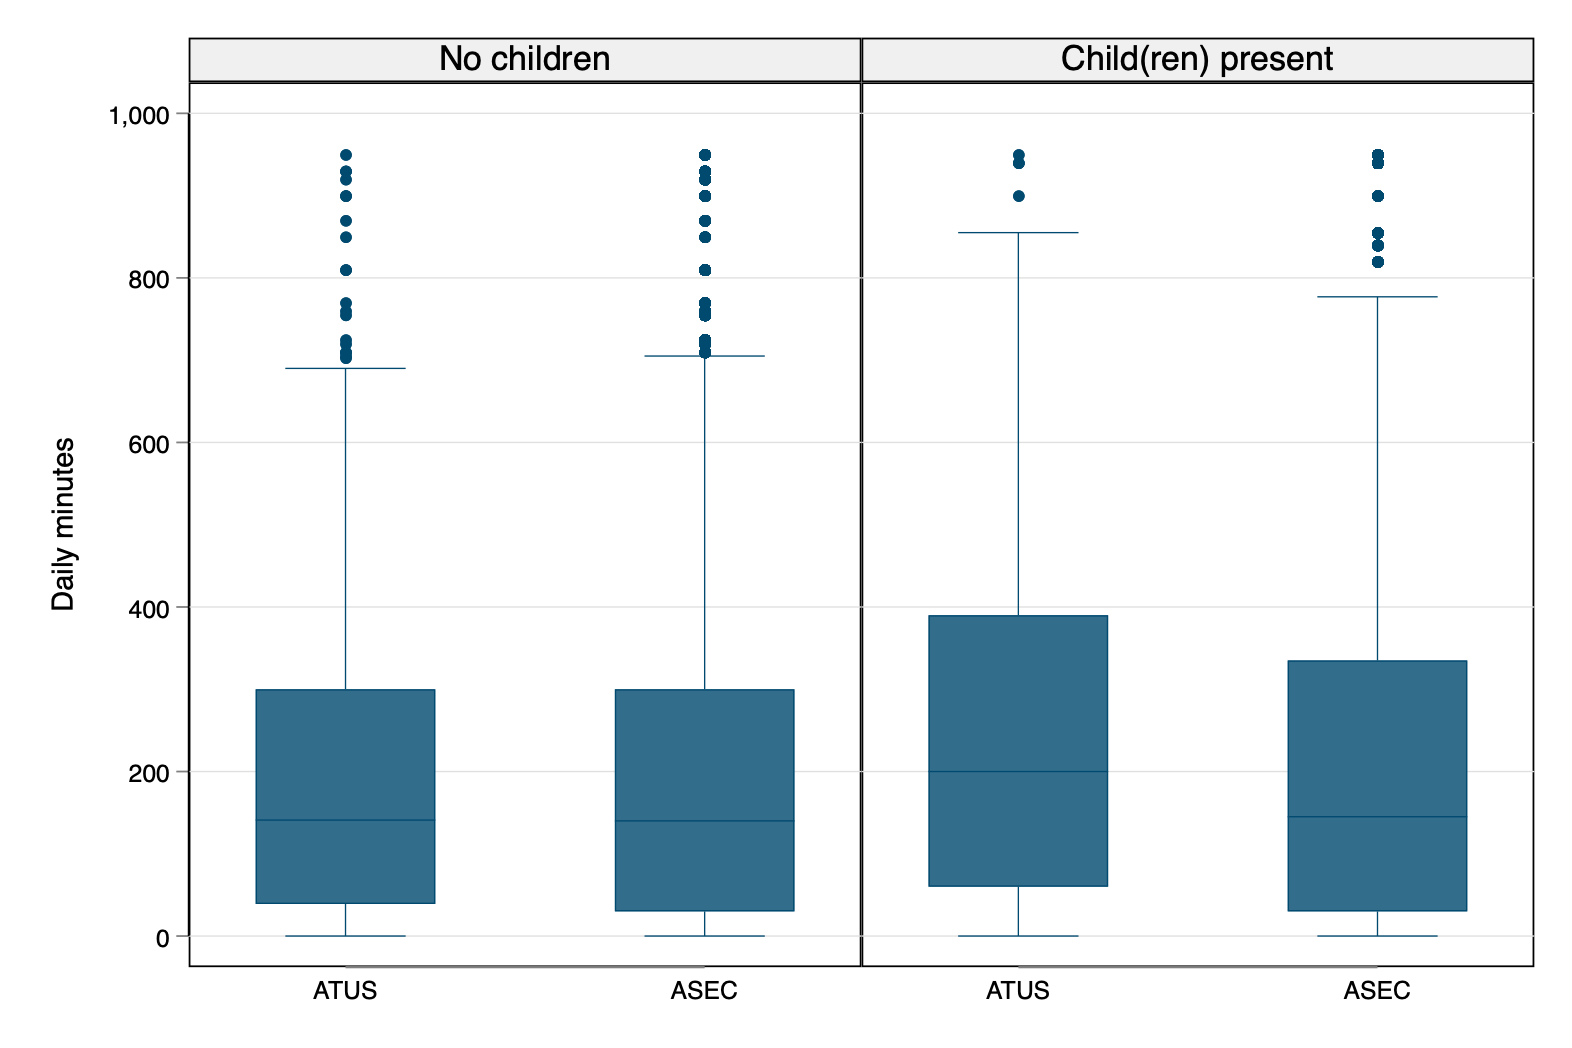 No children
Child(ren) present
1,000
800
600
400
200
0
Daily minutes
ATUS
ASEC
ATUS
ASEC